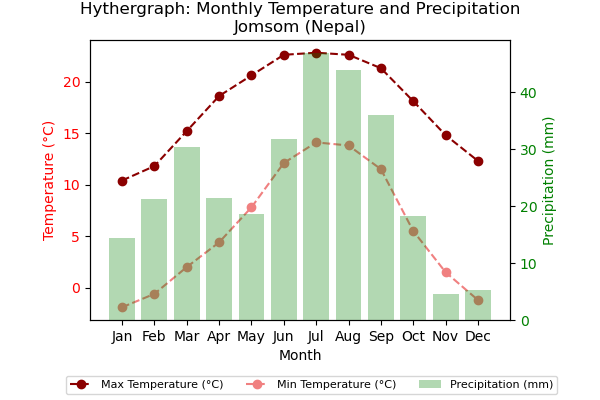 Hythergraph: Monthly Temperature and Precipitation
Jomsom (Nepal)
Temperature (°C)
20
15
10
5
0
40
30
20
10
0
Precipitation (mm)
Jan Feb Mar Apr May Jun Jul Aug Sep Oct Nov Dec
Month
Max Temperature (°C) Min Temperature (°C) Precipitation (mm)